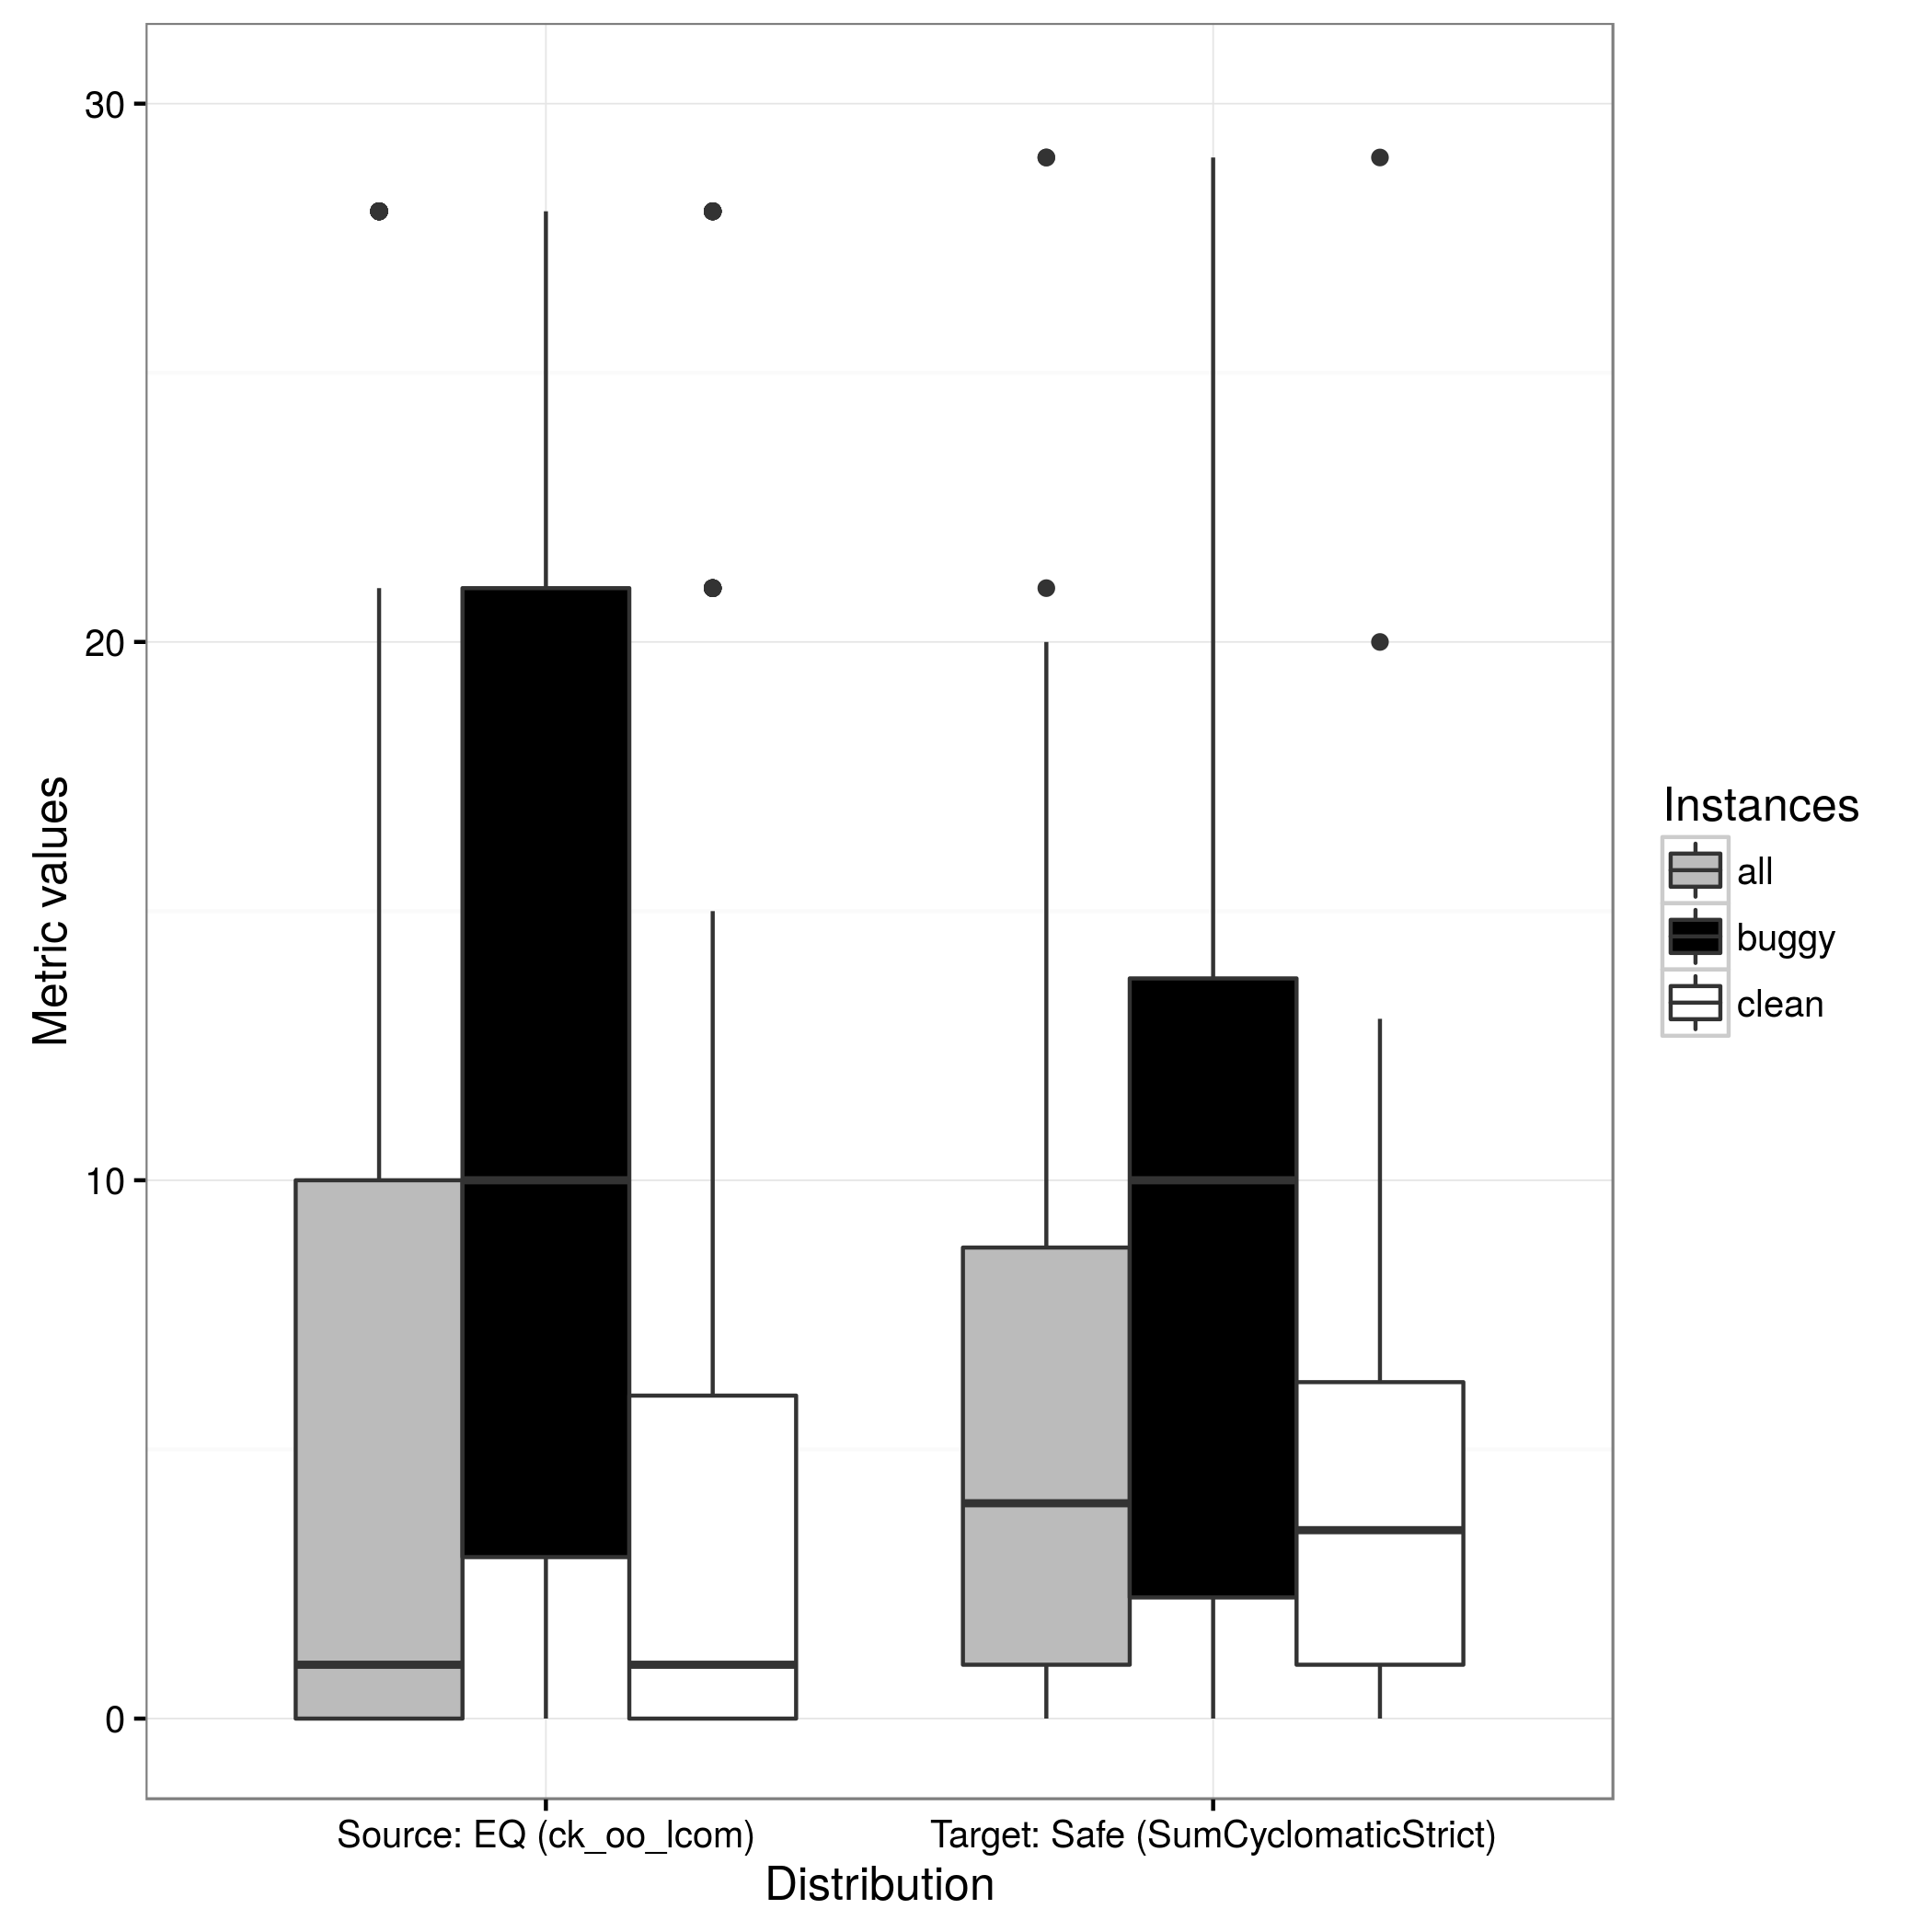 30
20
10
0
Metric values
Source: EQ (ck_oo_lcom)
Target: Safe (SumCyclomaticStrict)
Distribution
Instances
all
buggy
clean